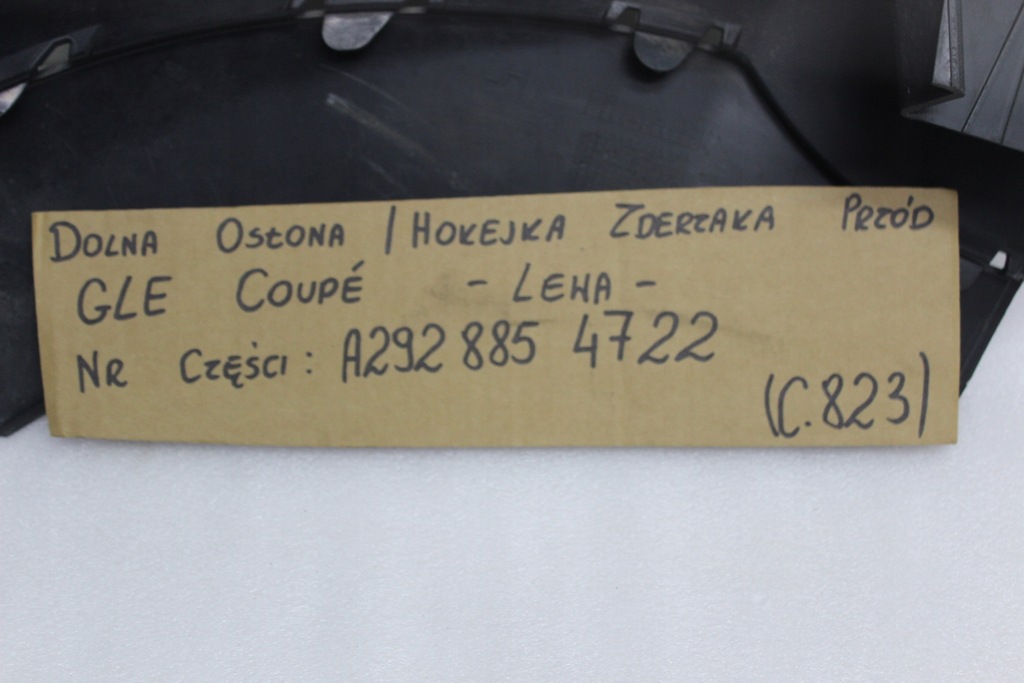 DOLNA OSŁONA / HOKEJKA ZDERZAKA PRZÓD
GLE COUPÉ - LEWA -
NR CZĘŚCI: A292 885 4722
(C.823)